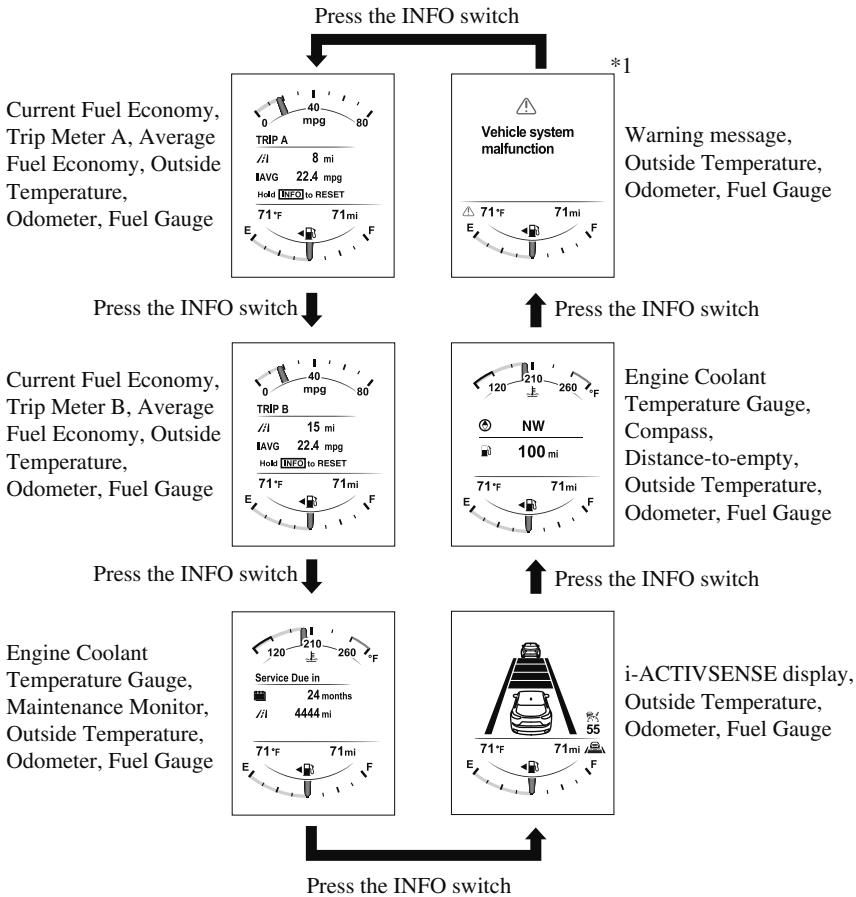 Press the INFO switch
*1
Current Fuel Economy,
Trip Meter A, Average
Fuel Economy, Outside
Temperature,
Odometer, Fuel Gauge
0 40 80
mpg
TRIP A
8 mi
AVG 22.4 mpg
Hold INFO to RESET
71°F 71mi
E F
Vehicle system
malfunction
71°F 71mi
E F
Warning message,
Outside Temperature,
Odometer, Fuel Gauge
Press the INFO switch
Press the INFO switch
Current Fuel Economy,
Trip Meter B, Average
Fuel Economy, Outside
Temperature,
Odometer, Fuel Gauge
0 40 80
mpg
TRIP B
15 mi
AVG 22.4 mpg
Hold INFO to RESET
71°F 71mi
E F
120 210 260 °F
NW
100 mi
71°F 71mi
E F
Engine Coolant
Temperature Gauge,
Compass,
Distance-to-empty,
Outside Temperature,
Odometer, Fuel Gauge
Press the INFO switch
Press the INFO switch
Engine Coolant
Temperature Gauge,
Maintenance Monitor,
Outside Temperature,
Odometer, Fuel Gauge
120 210 260 °F
Service Due in
24 months
4444 mi
71°F 71mi
E F
55
71°F 71mi
E F
i-ACTIVSENSE display,
Outside Temperature,
Odometer, Fuel Gauge
Press the INFO switch